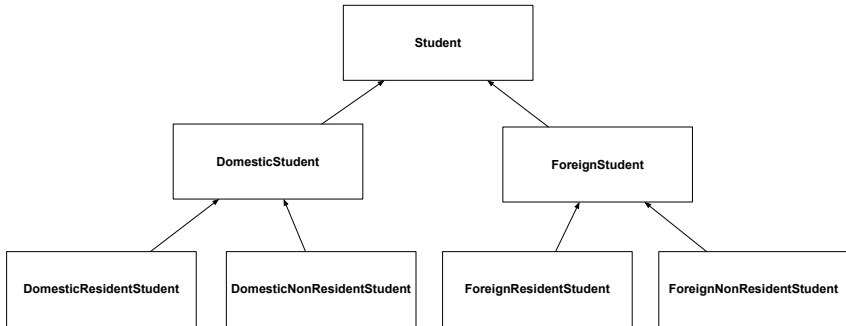 Student
DomesticStudent
ForeignStudent
DomesticResidentStudent
DomesticNonResidentStudent
ForeignResidentStudent
ForeignNonResidentStudent